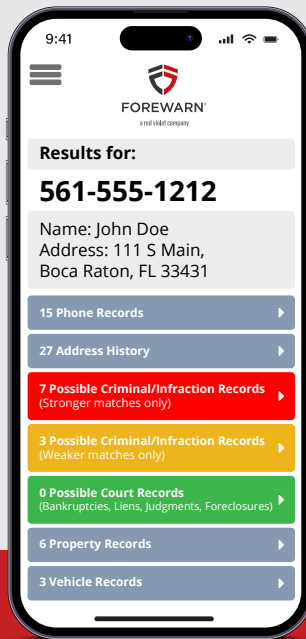 9:41
FOREWARN®
a red violet company
Results for:
561-555-1212
Name: John Doe
Address: 111 S Main,
Boca Raton, FL 33431
15 Phone Records
27 Address History
7 Possible Criminal/Infraction Records
(Stronger matches only)
3 Possible Criminal/Infraction Records
(Weaker matches only)
0 Possible Court Records
(Bankruptcies, Liens, Judgments, Foreclosures)
6 Property Records
3 Vehicle Records